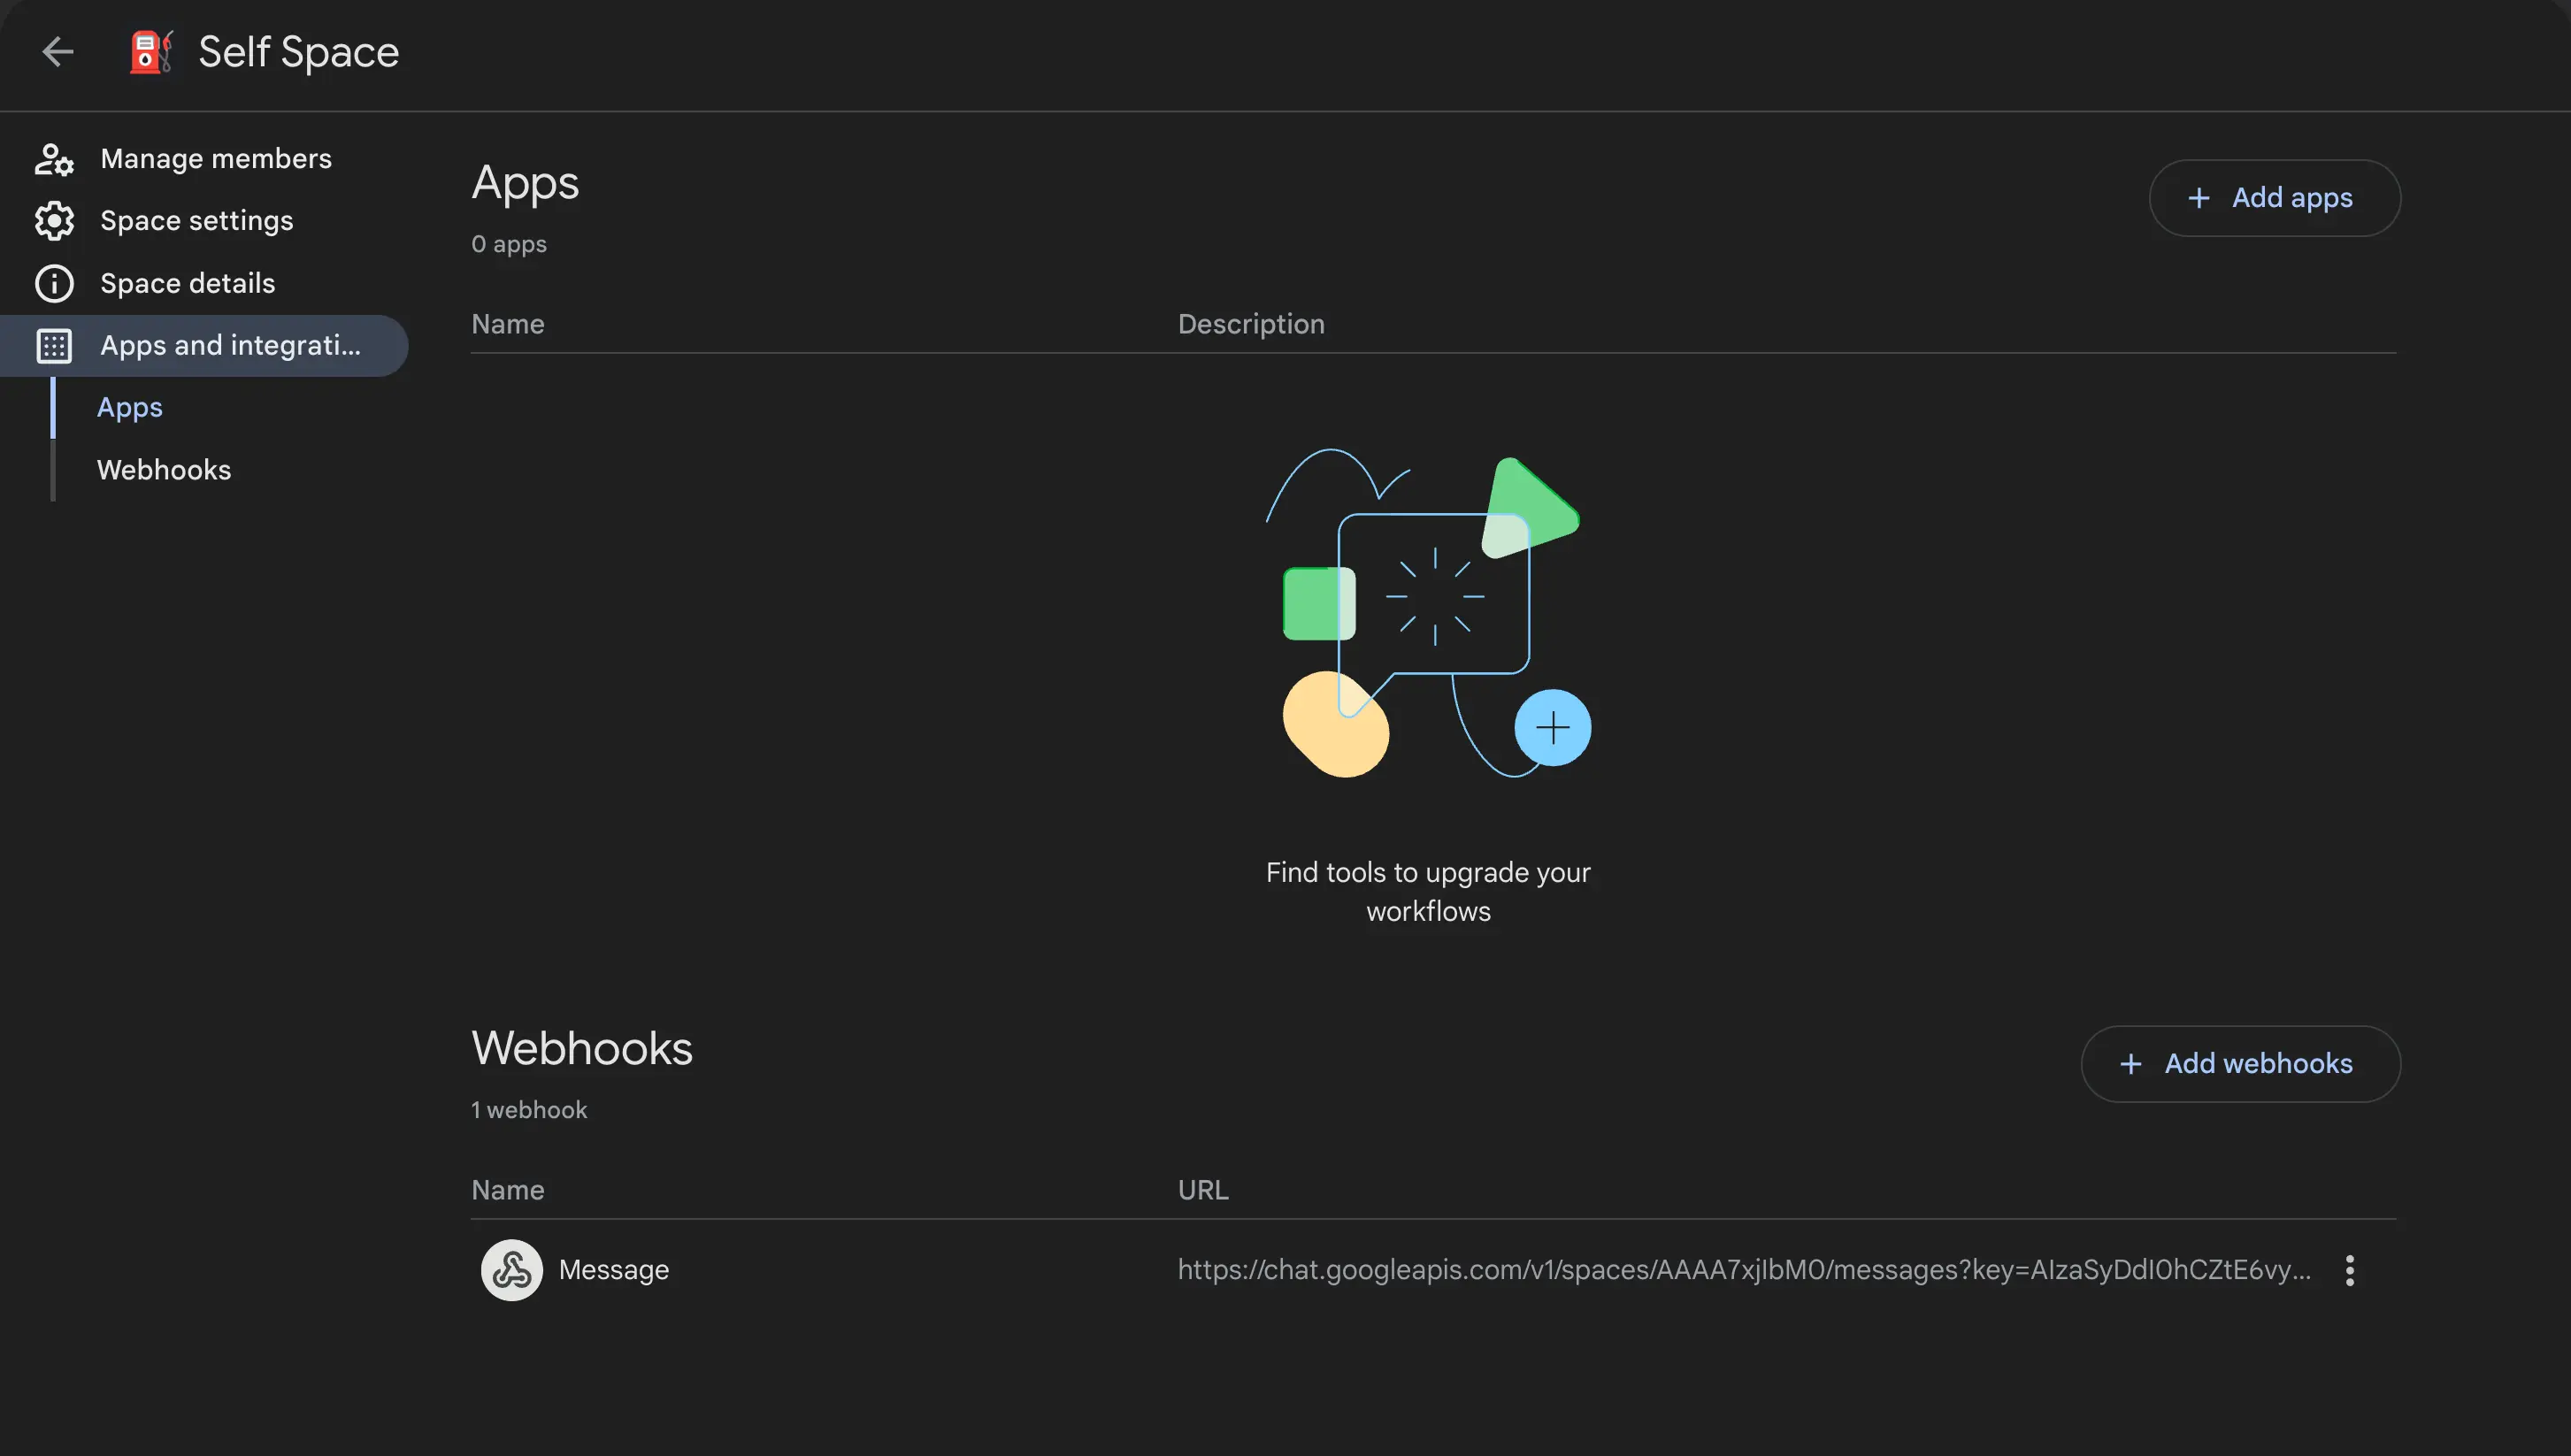 Self Space
Manage members
Space settings
Space details
Apps and integrati...
Apps
Webhooks
Apps
+ Add apps
0 apps
Name Description
Find tools to upgrade your
workflows
Webhooks
+ Add webhooks
1 webhook
Name URL
Message https://chat.googleapis.com/v1/spaces/AAAA7xjIbM0/messages?key=AIzaSyDdI0hCZtE6vy...